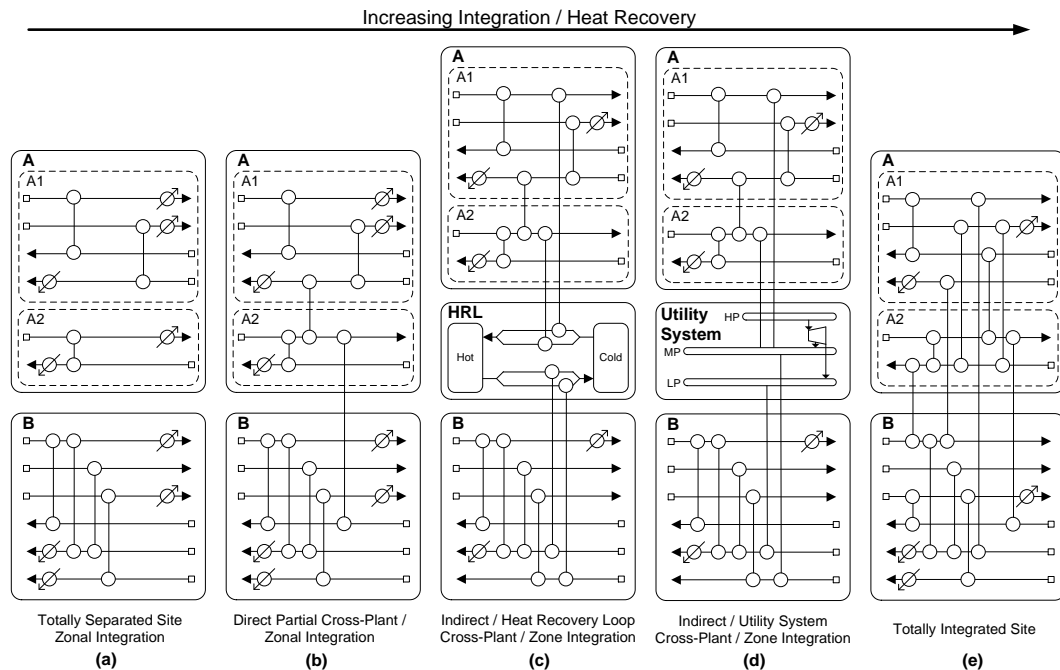 Increasing Integration / Heat Recovery
A
A1
A2
B
Totally Separated Site
Zonal Integration
(a)
A
A1
A2
B
Direct Partial Cross-Plant /
Zonal Integration
(b)
A
A1
A2
HRL
Hot
Cold
B
Indirect / Heat Recovery Loop
Cross-Plant / Zone Integration
(c)
A
A1
A2
Utility
System
HP
MP
LP
B
Indirect / Utility System
Cross-Plant / Zone Integration
(d)
A
A1
A2
B
Totally Integrated Site
(e)